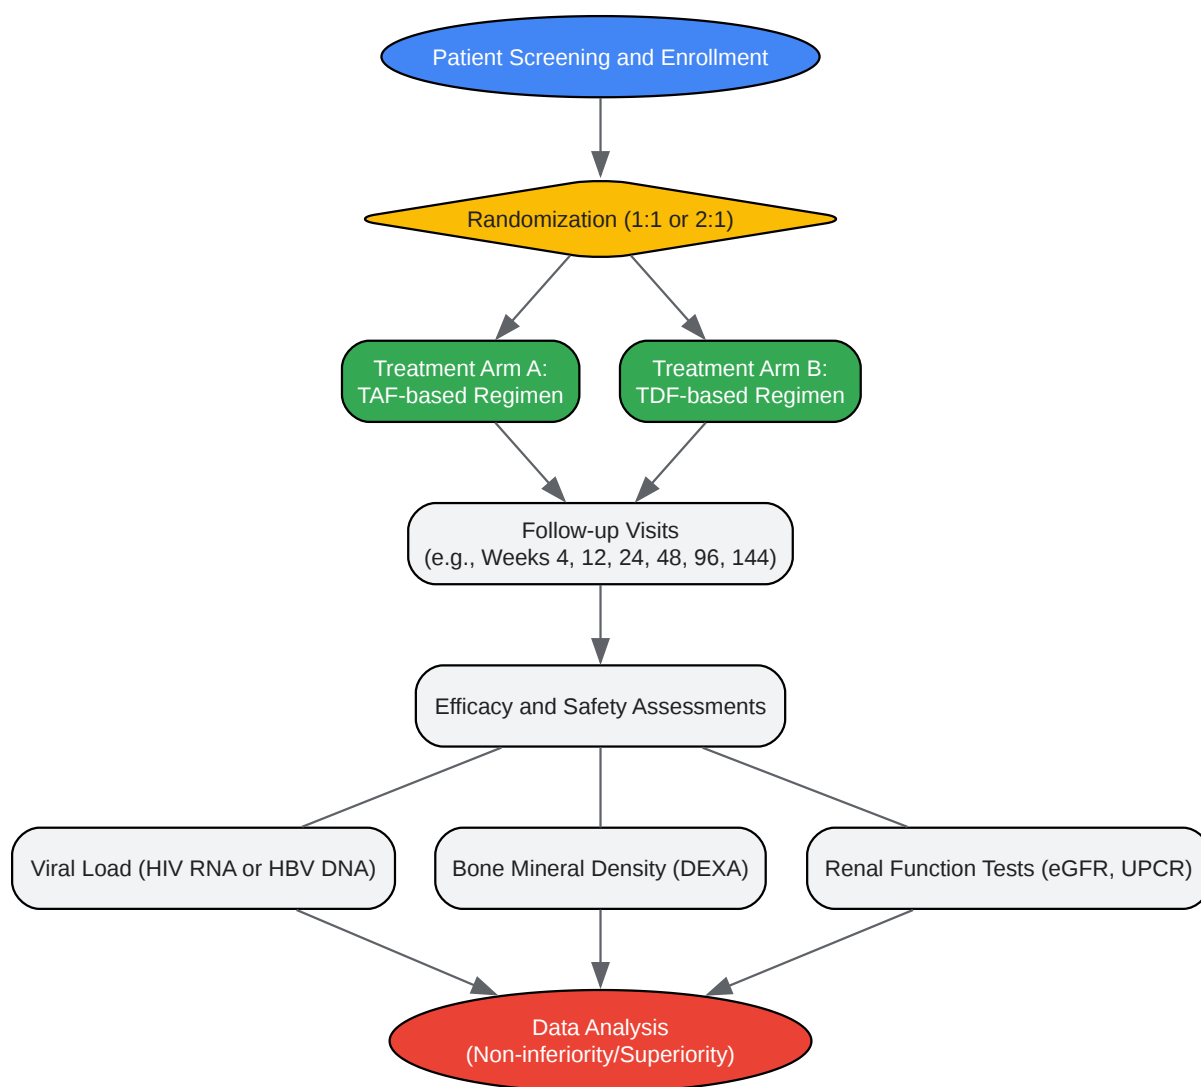 Patient Screening and Enrollment
Randomization (1:1 or 2:1)
Treatment Arm A:
TAF-based Regimen
Treatment Arm B:
TDF-based Regimen
Follow-up Visits
(e.g., Weeks 4, 12, 24, 48, 96, 144)
Efficacy and Safety Assessments
Viral Load (HIV RNA or HBV DNA)
Bone Mineral Density (DEXA)
Renal Function Tests (eGFR, UPCR)
Data Analysis
(Non-inferiority/Superiority)